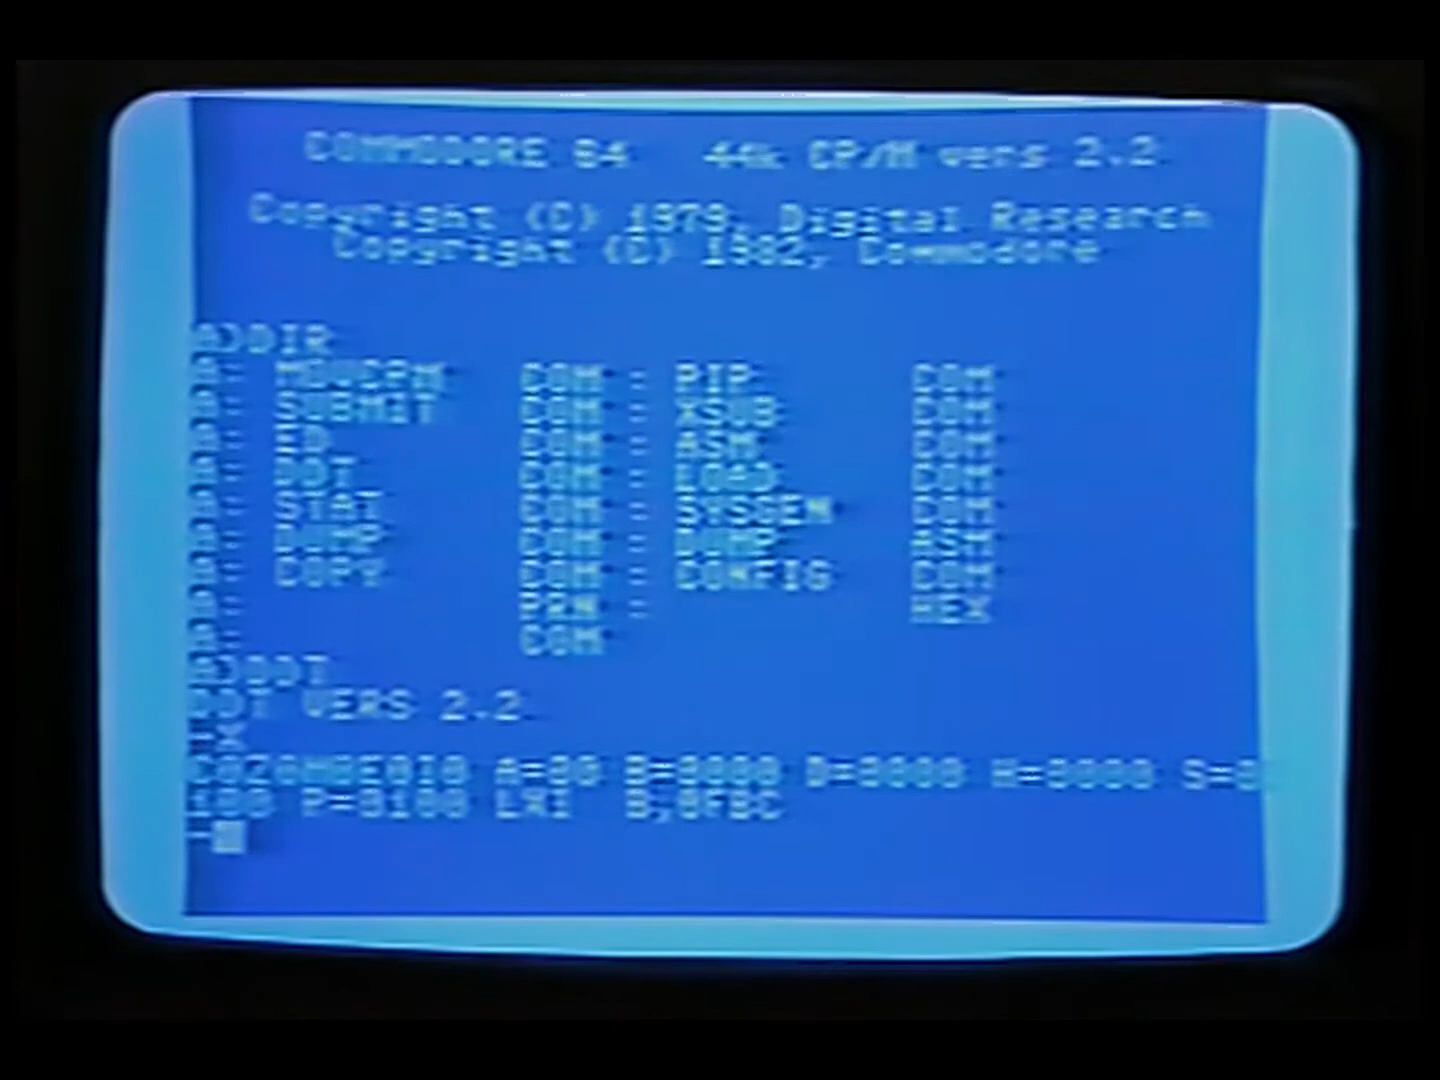 COMMODORE 64 44k CP/M vers 2.2
Copyright (C) 1979, Digital Research
Copyright (C) 1982, Commodore
A>DIR
A: MOVCPM COM : PIP COM
A: SUBMIT COM : XSUB COM
A: ED COM : ASM COM
A: DDT COM : LOAD COM
A: STAT COM : SYSGEN COM
A: DUMP COM : DUMP ASM
A: COPY COM : CONFIG COM
A: PRN : HEX
A: COM
A>DDT
DDT VERS 2.2
-X
C0Z0M0E0I0 A=00 B=0000 D=0000 H=0000 S=0
100 P=0100 LXI B,0FBC
-